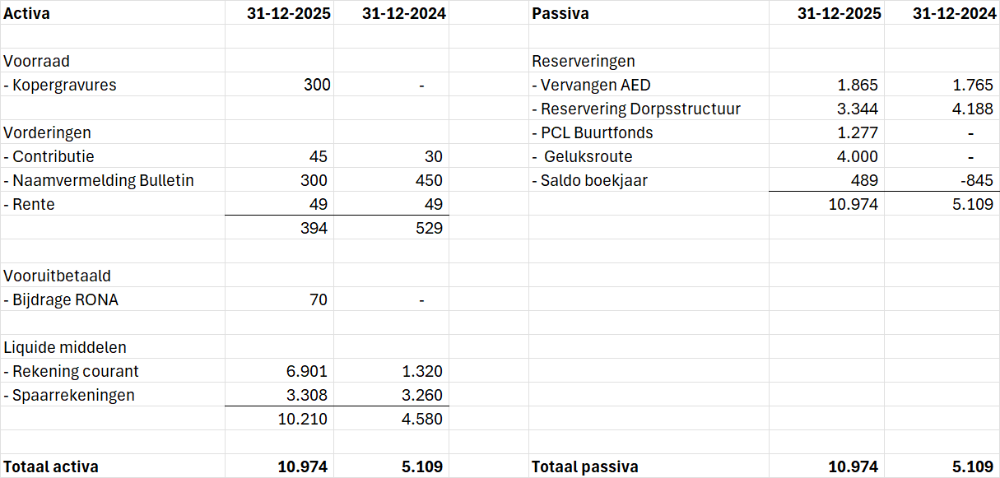 Activa 31-12-2025 31-12-2024 Passiva 31-12-2025 31-12-2024
Voorraad Reserveringen
- Kopergravures 300 - - Vervangen AED 1.865 1.765
- Reservering Dorpsstructuur 3.344 4.188
Vorderingen - PCL Buurtfonds 1.277 -
- Contributie 45 30 - Geluksroute 4.000 -
- Naamvermelding Bulletin 300 450 - Saldo boekjaar 489 -845
- Rente 49 49 10.974 5.109
394 529
Vooruitbetaald
- Bijdrage RONA 70 -
Liquide middelen
- Rekening courant 6.901 1.320
- Spaarrekeningen 3.308 3.260
10.210 4.580
Totaal activa 10.974 5.109 Totaal passiva 10.974 5.109